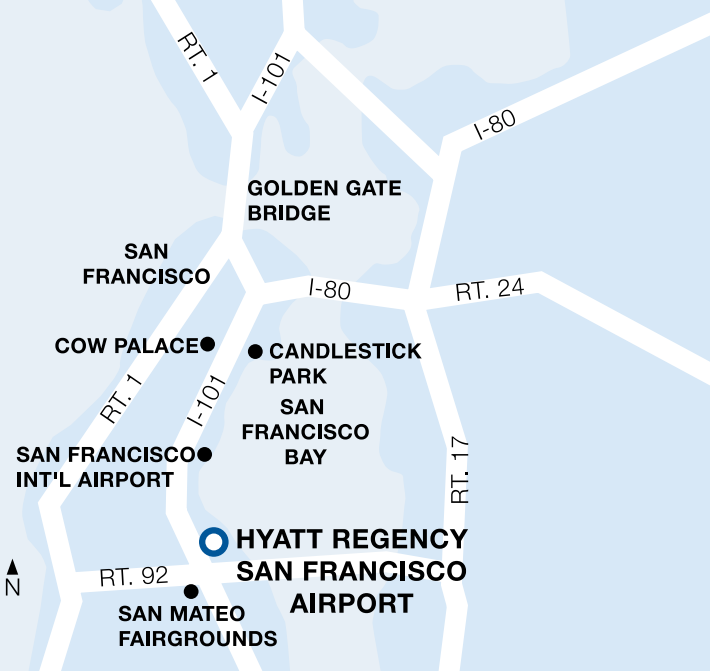 RT. 1
I-101
I-80
GOLDEN GATE
BRIDGE
SAN
FRANCISCO
I-80
RT. 24
COW PALACE
CANDLESTICK
PARK
RT. 1
I-101
SAN
FRANCISCO
BAY
SAN FRANCISCO
INT'L AIRPORT
RT. 17
HYATT REGENCY
SAN FRANCISCO
AIRPORT
N
RT. 92
SAN MATEO
FAIRGROUNDS